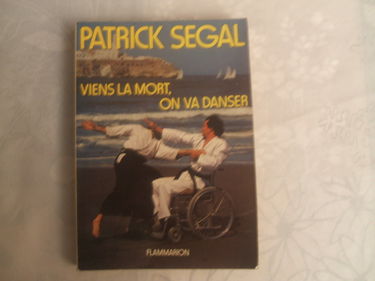 PATRICK SEGAL
VIENS LA MORT,
ON VA DANSER
FLAMMARION